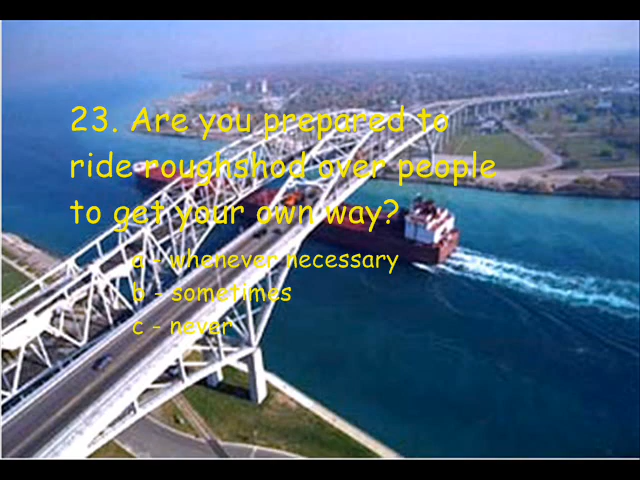 23. Are you prepared to
ride roughshod over people
to get your own way?
a - whenever necessary
b - sometimes
c - never